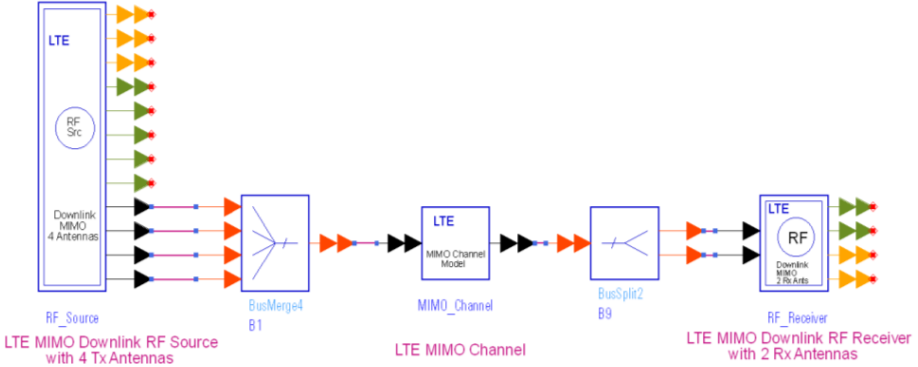 LTE
RF
Src
Downlink
MIMO
4 Antennas
RF_Source
LTE MIMO Downlink RF Source
with 4 Tx Antennas
BusMerge4
B1
LTE
MIMO Channel
Model
MIMO_Channel
LTE MIMO Channel
BusSplit2
B9
LTE
RF
Downlink
MIMO
2 Rx Ants
RF_Receiver
LTE MIMO Downlink RF Receiver
with 2 Rx Antennas